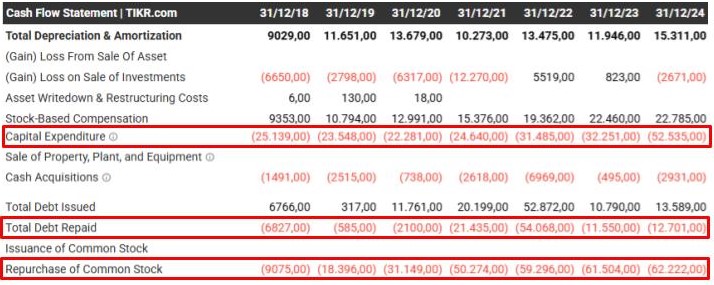 Cash Flow Statement | TIKR.com 31/12/18 31/12/19 31/12/20 31/12/21 31/12/22 31/12/23 31/12/24
Total Depreciation & Amortization 9029,00 11.651,00 13.679,00 10.273,00 13.475,00 11.946,00 15.311,00
(Gain) Loss From Sale Of Asset
(Gain) Loss on Sale of Investments (6650,00) (2798,00) (6317,00) (12.270,00) 5519,00 823,00 (2671,00)
Asset Writedown & Restructuring Costs 6,00 130,00 18,00
Stock-Based Compensation 9353,00 10.794,00 12.991,00 15.376,00 19.362,00 22.460,00 22.785,00
Capital Expenditure (25.139,00) (23.548,00) (22.281,00) (24.640,00) (31.485,00) (32.251,00) (52.535,00)
Sale of Property, Plant, and Equipment
Cash Acquisitions (1491,00) (2515,00) (738,00) (2618,00) (6969,00) (495,00) (2931,00)
Total Debt Issued 6766,00 317,00 11.761,00 20.199,00 52.872,00 10.790,00 13.589,00
Total Debt Repaid (6827,00) (585,00) (2100,00) (21.435,00) (54.068,00) (11.550,00) (12.701,00)
Issuance of Common Stock
Repurchase of Common Stock (9075,00) (18.396,00) (31.149,00) (50.274,00) (59.296,00) (61.504,00) (62.222,00)